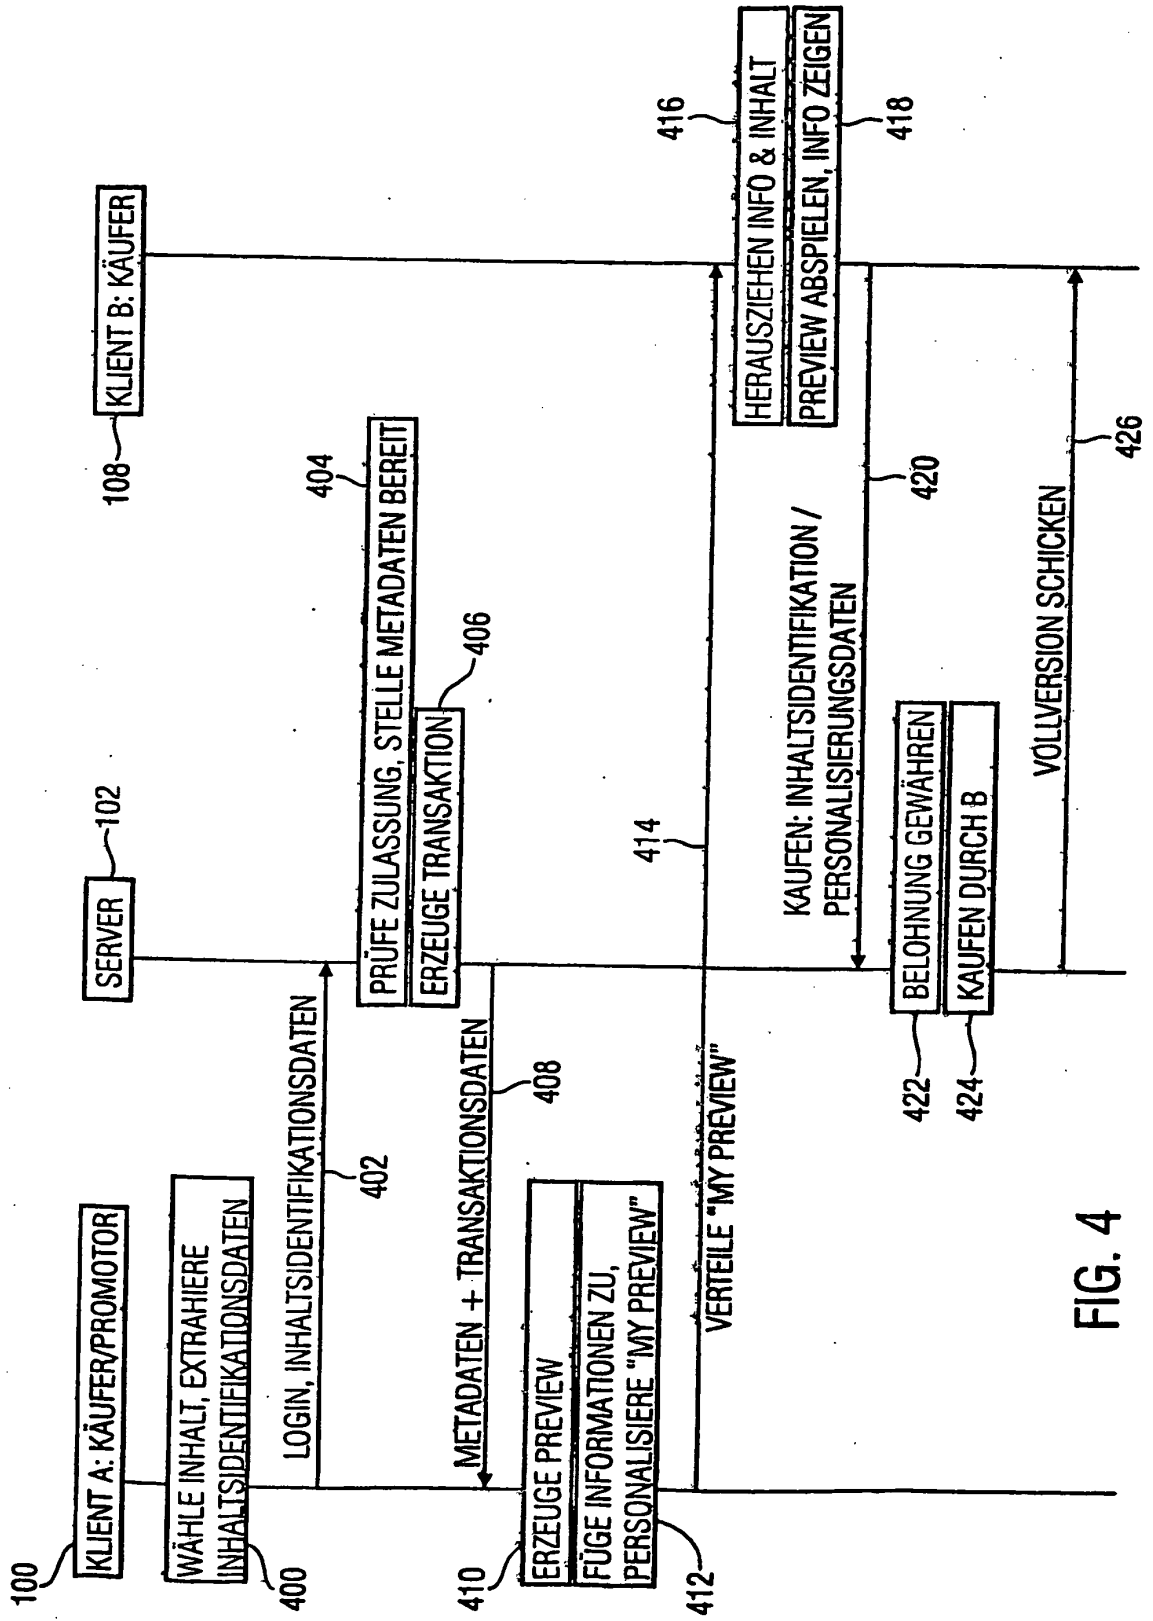 100
KLIENT A: KÄUFER/PROMOTOR
SERVER
102
108
KLIENT B: KÄUFER
WÄHLE INHALT, EXTRAHIERE
INHALTSIDENTIFIKATIONSDATEN
400
LOGIN, INHALTSIDENTIFIKATIONSDATEN
402
404
PRÜFE ZULASSUNG, STELLE METADATEN BEREIT
ERZEUGE TRANSAKTION
406
METADATEN + TRANSAKTIONSDATEN
408
410
ERZEUGE PREVIEW
FÜGE INFORMATIONEN ZU,
PERSONALISIERE "MY PREVIEW"
412
414
VERTEILE "MY PREVIEW"
416
HERAUSZIEHEN INFO & INHALT
PREVIEW ABSPIELEN, INFO ZEIGEN
418
KAUFEN: INHALTSIDENTIFIKATION /
PERSONALISIERUNGSDATEN
420
422
BELOHNUNG GEWÄHREN
424
KAUFEN DURCH B
VOLLVERSION SCHICKEN
426
FIG. 4